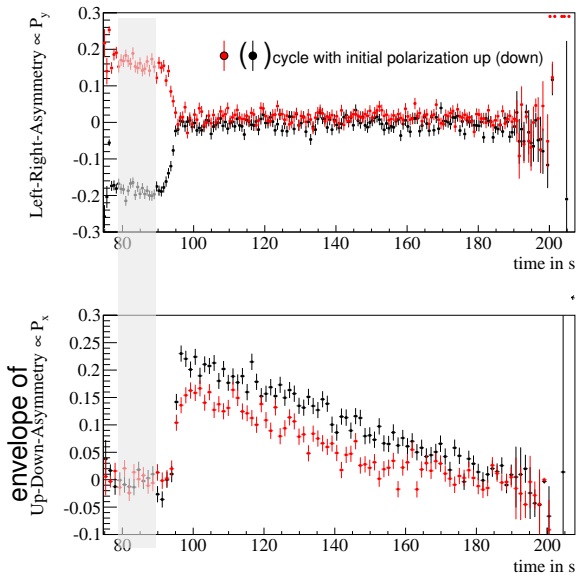 Left-Right-Asymmetry ∝ P_y
0.3
0.2
0.1
0
-0.1
-0.2
-0.3
( ) cycle with initial polarization up (down)
80 100 120 140 160 180 200
time in s
envelope of
Up-Down-Asymmetry ∝ P_x
0.3
0.25
0.2
0.15
0.1
0.05
0
-0.05
-0.1
80 100 120 140 160 180 200
time in s